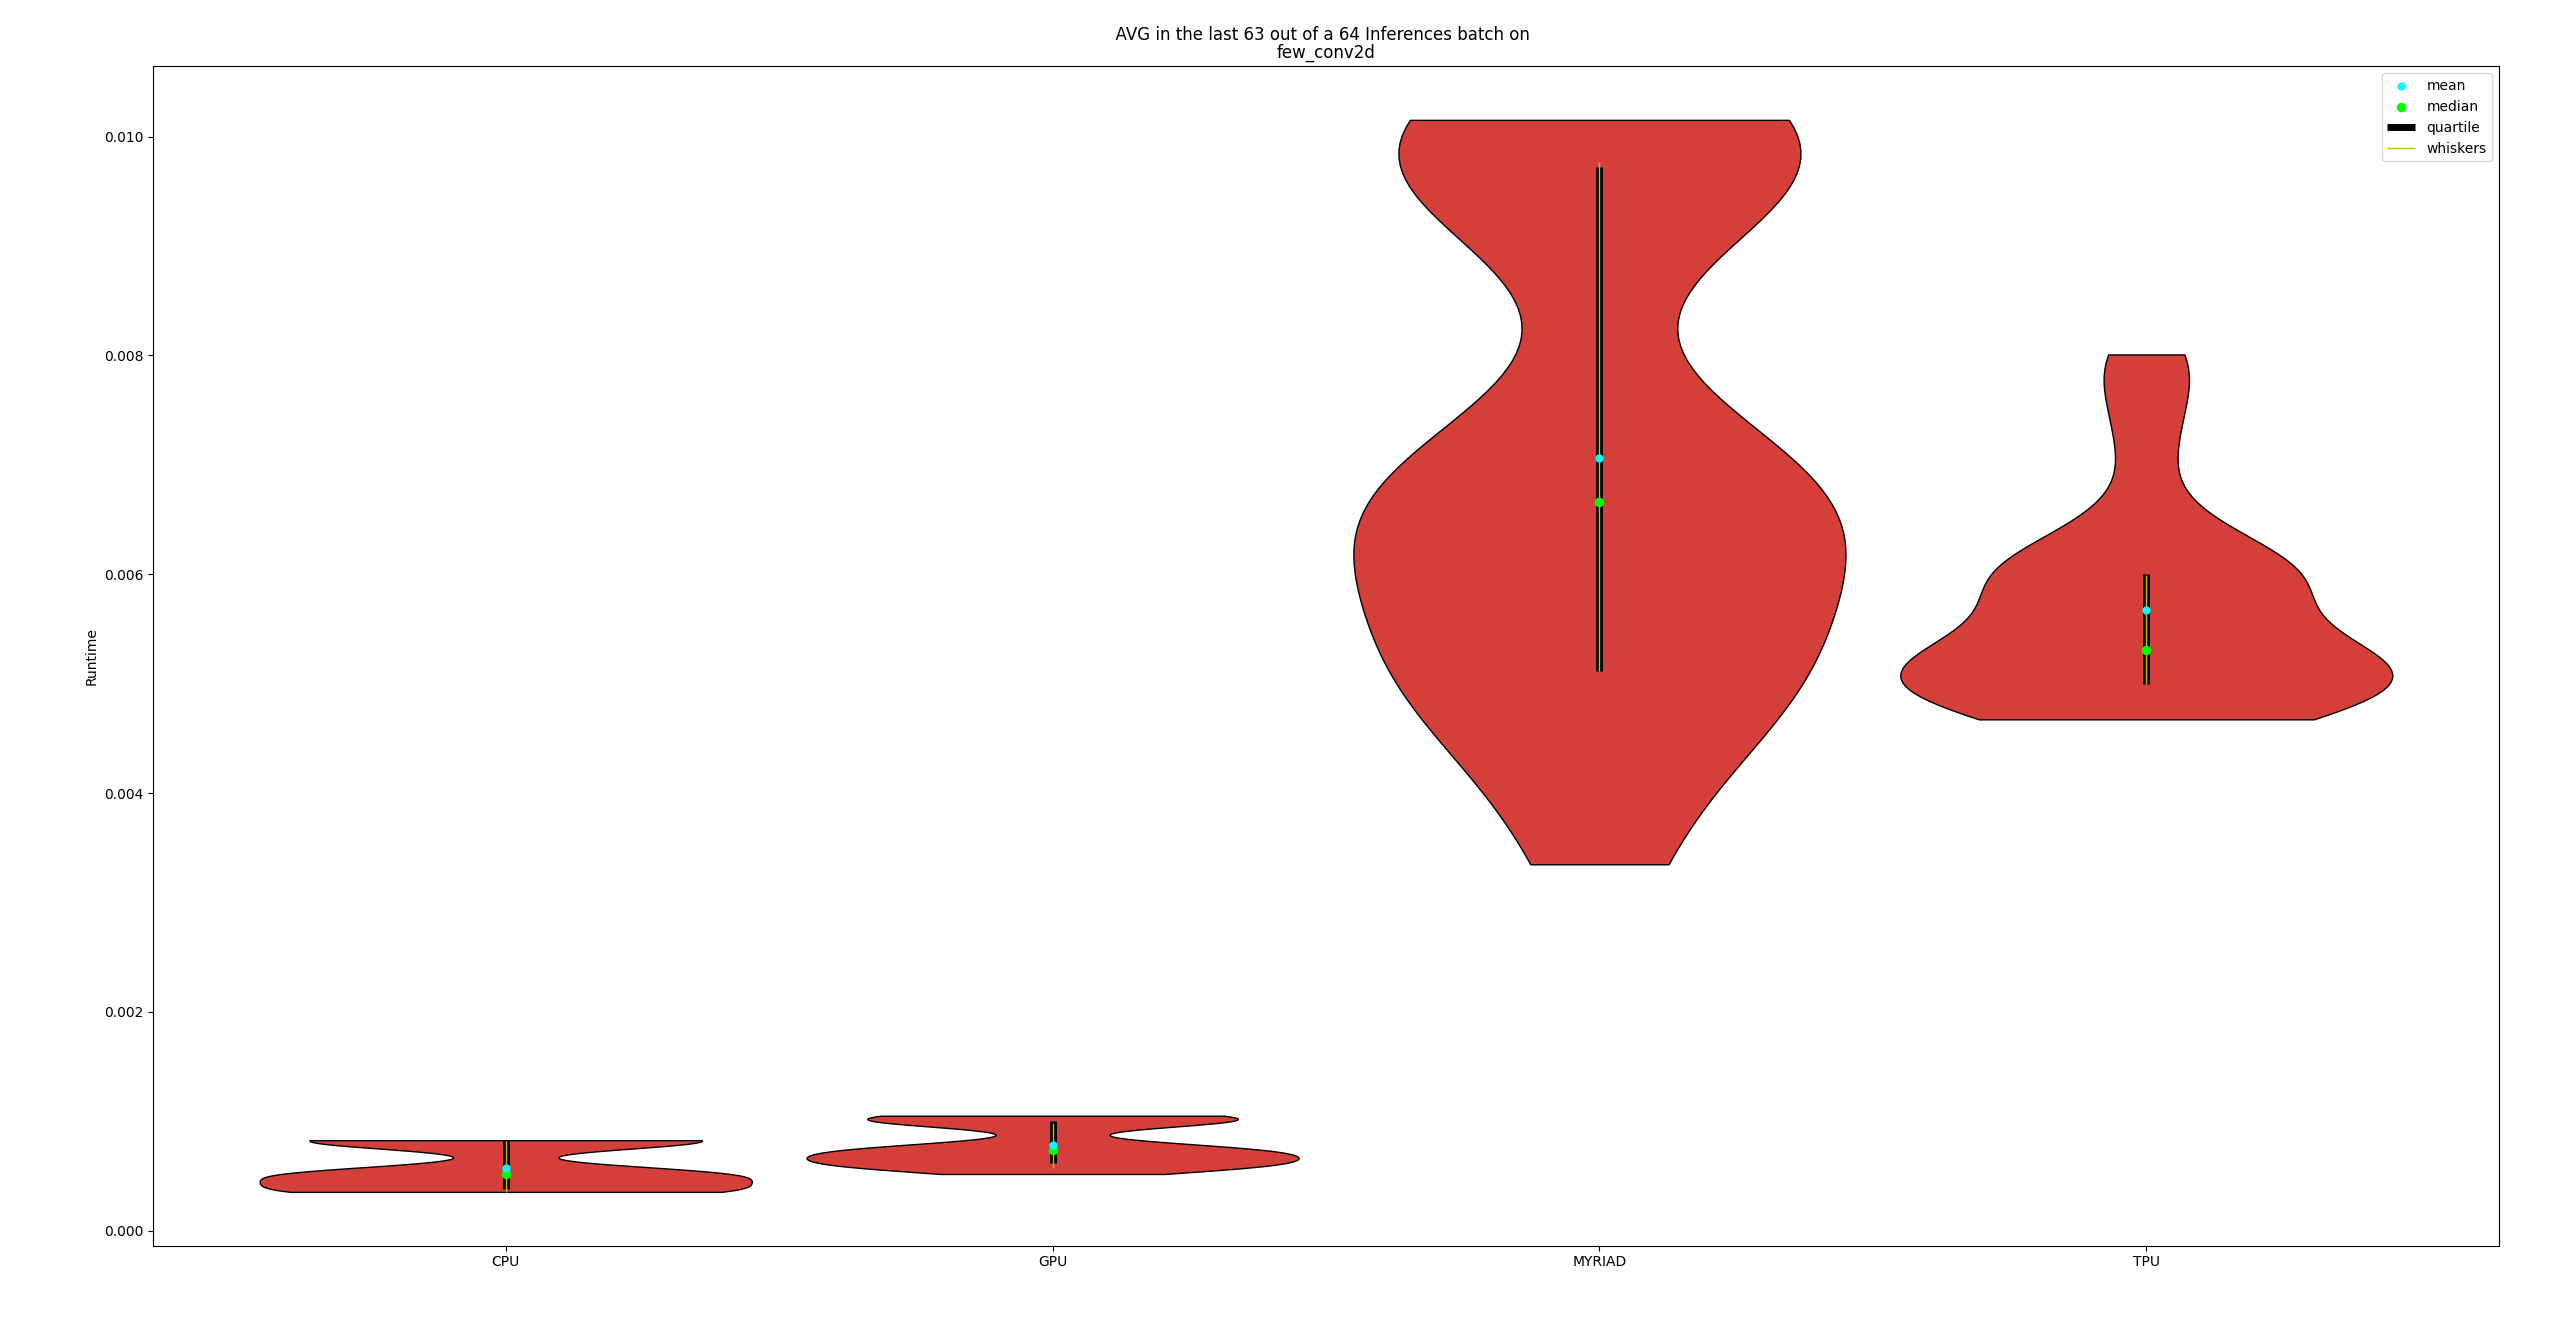 AVG in the last 63 out of a 64 Inferences batch on
few_conv2d
mean
median
quartile
whiskers
0.010
0.008
0.006
0.004
0.002
0.000
Runtime
CPU
GPU
MYRIAD
TPU